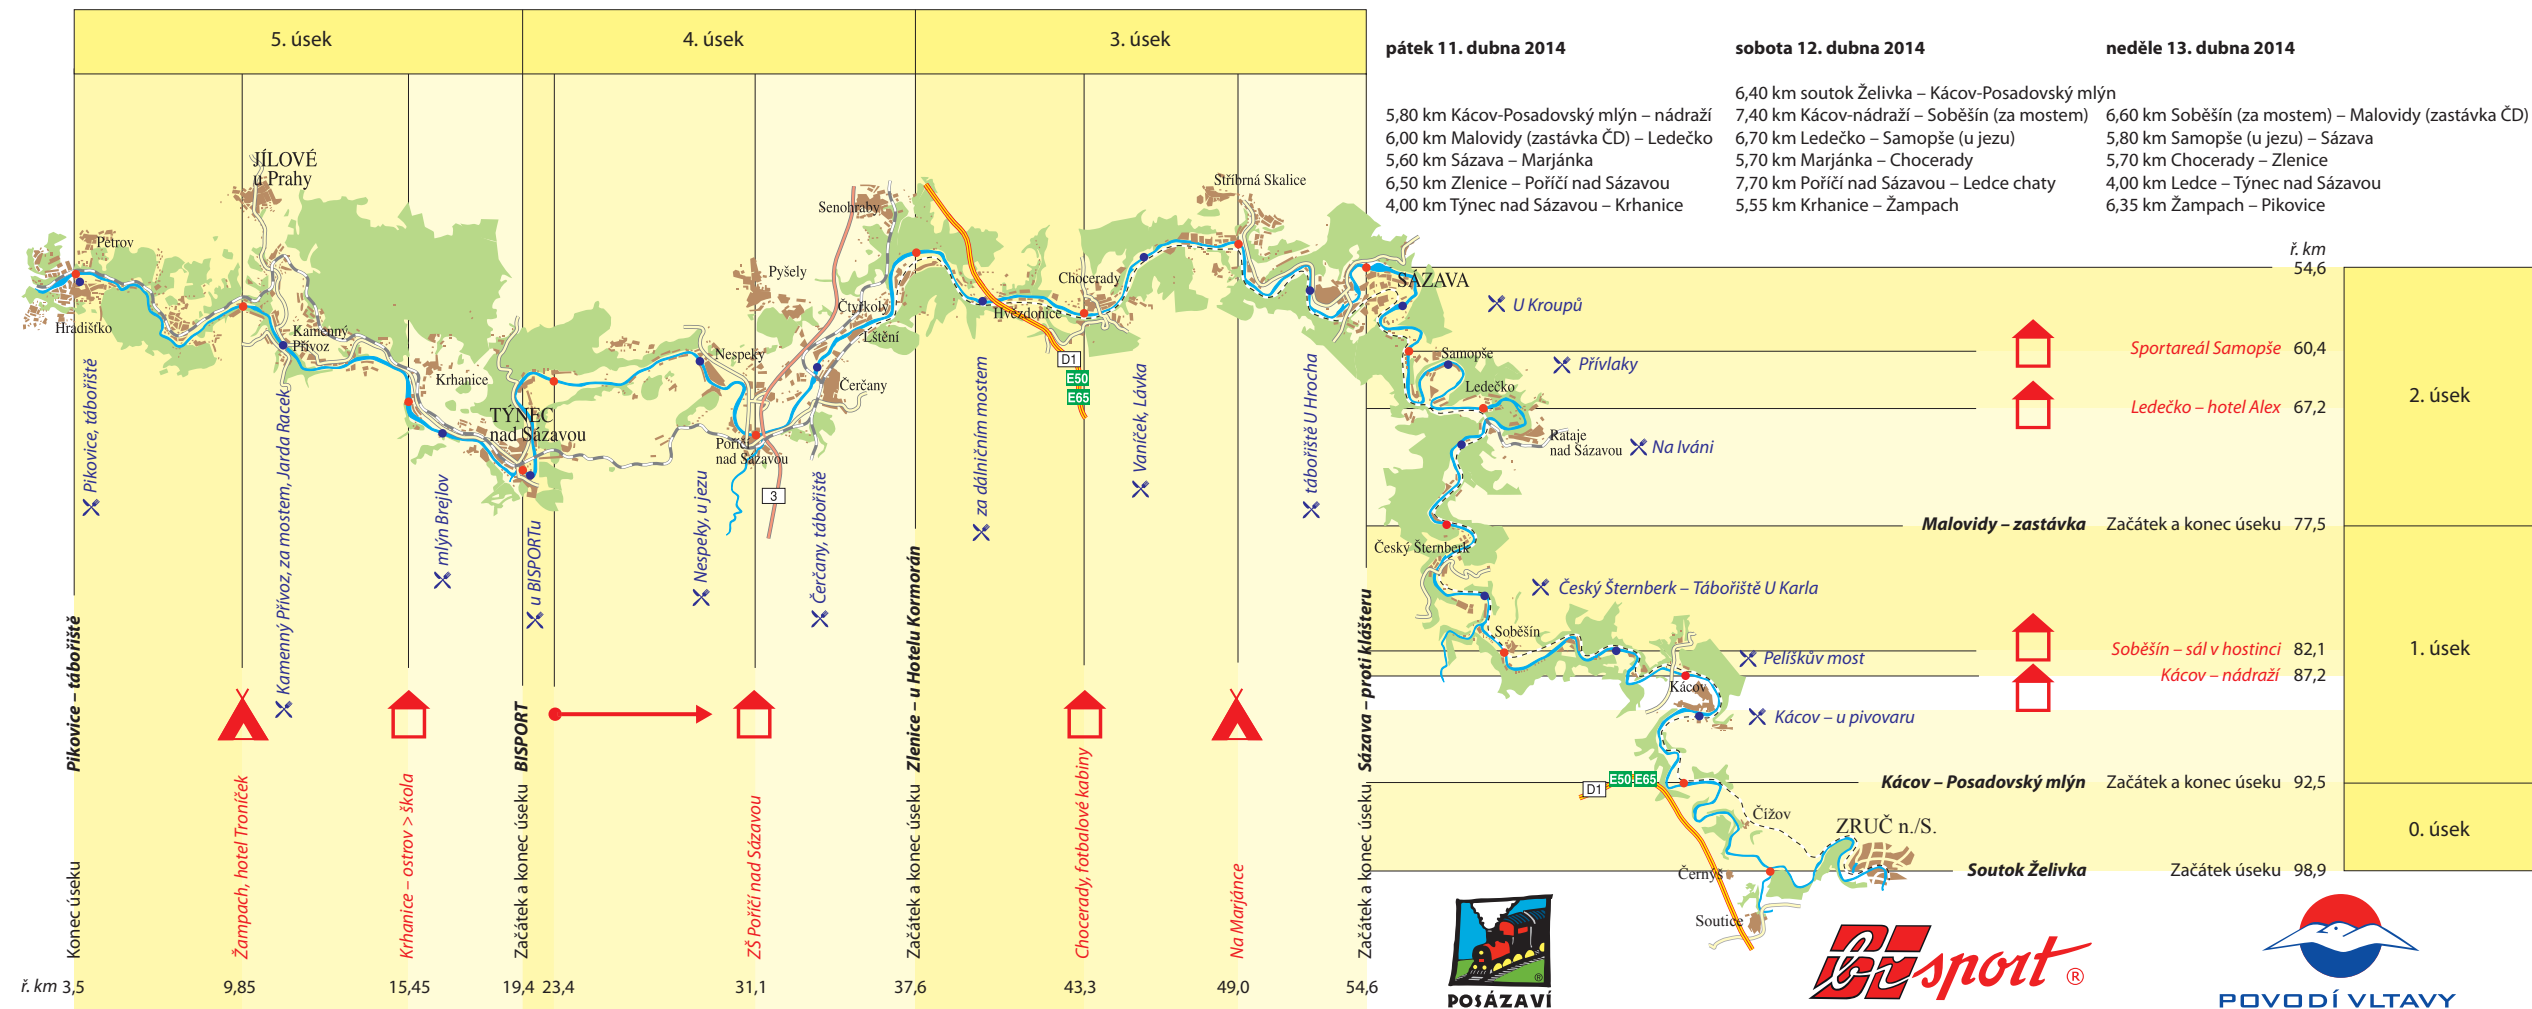 5. úsek
4. úsek
3. úsek
pátek 11. dubna 2014
5,80 km Kácov-Posadovský mlýn – nádraží
6,00 km Malovidy (zastávka ČD) – Ledečko
5,60 km Sázava – Marjánka
6,50 km Zlenice – Poříčí nad Sázavou
4,00 km Týnec nad Sázavou – Krhanice
sobota 12. dubna 2014
6,40 km soutok Želivka – Kácov-Posadovský mlýn
7,40 km Kácov-nádraží – Soběšín (za mostem)
6,70 km Ledečko – Samopše (u jezu)
5,70 km Marjánka – Chocerady
7,70 km Poříčí nad Sázavou – Ledce chaty
5,55 km Krhanice – Žampach
neděle 13. dubna 2014
6,60 km Soběšín (za mostem) – Malovidy (zastávka ČD)
5,80 km Samopše (u jezu) – Sázava
5,70 km Chocerady – Zlenice
4,00 km Ledce – Týnec nad Sázavou
6,35 km Žampach – Pikovice
JÍLOVÉ
u Prahy
Petrov
Hradištko
Kamenný
Přívoz
Krhanice
TÝNEC
nad Sázavou
Nespeky
Pyšely
Senohraby
Čtyřkoly
Lštění
Čerčany
Poříčí
nad Sázavou
3
Hvězdonice
Chocerady
D1
E50
E65
Stříbrná Skalice
SÁZAVA
Samopše
Ledečko
Rataje
nad Sázavou
Český Šternberk
Soběšín
Kácov
D1
E50 E65
Čížov
ZRUČ n./S.
Černýš
Soutice
Pikovice, tábořiště
Kamenný Přívoz, za mostem, Jarda Racek
mlýn Brejlov
u BISPORTu
Nespeky, u jezu
Čerčany, tábořiště
za dálničním mostem
Vaníček, Lávka
tábořiště U Hrocha
U Kroupů
Přívlaky
Na Iváni
Český Šternberk – Tábořiště U Karla
Pelíškův most
Kácov – u pivovaru
ř. km
54,6
Sportareál Samopše 60,4
Ledečko – hotel Alex 67,2
Malovidy – zastávka Začátek a konec úseku 77,5
Soběšín – sál v hostinci 82,1
Kácov – nádraží 87,2
Kácov – Posadovský mlýn Začátek a konec úseku 92,5
Soutok Želivka Začátek úseku 98,9
2. úsek
1. úsek
0. úsek
Konec úseku Pikovice – tábořiště
Žampach, hotel Troníček
Krhanice – ostrov > škola
Začátek a konec úseku BISPORT
ZŠ Poříčí nad Sázavou
Začátek a konec úseku Zlenice – u Hotelu Kormorán
Chocerady, fotbalové kabiny
Na Marjánce
Začátek a konec úseku Sázava – proti klášteru
ř. km 3,5 9,85 15,45 19,4 23,4 31,1 37,6 43,3 49,0 54,6
®
POSÁZAVÍ
bisport ®
POVODÍ VLTAVY